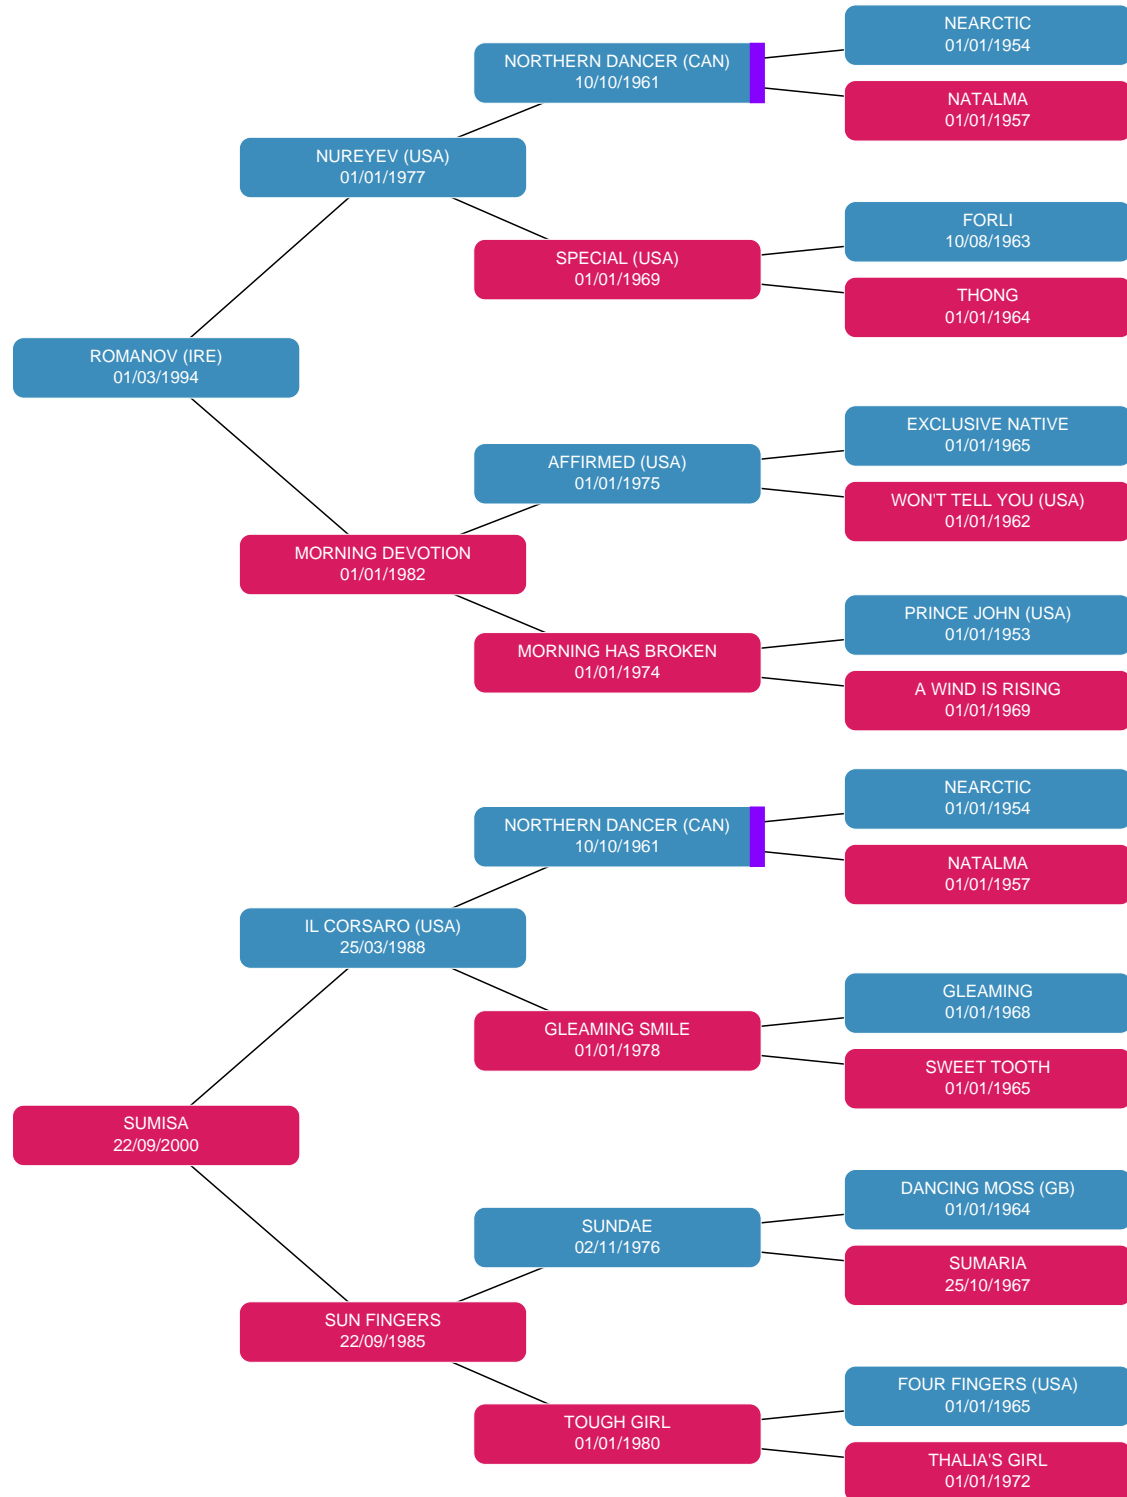 NEARCTIC
01/01/1954
NORTHERN DANCER (CAN)
10/10/1961
NATALMA
01/01/1957
NUREYEV (USA)
01/01/1977
FORLI
10/08/1963
SPECIAL (USA)
01/01/1969
THONG
01/01/1964
ROMANOV (IRE)
01/03/1994
EXCLUSIVE NATIVE
01/01/1965
AFFIRMED (USA)
01/01/1975
WON'T TELL YOU (USA)
01/01/1962
MORNING DEVOTION
01/01/1982
PRINCE JOHN (USA)
01/01/1953
MORNING HAS BROKEN
01/01/1974
A WIND IS RISING
01/01/1969
NEARCTIC
01/01/1954
NORTHERN DANCER (CAN)
10/10/1961
NATALMA
01/01/1957
IL CORSARO (USA)
25/03/1988
GLEAMING
01/01/1968
GLEAMING SMILE
01/01/1978
SWEET TOOTH
01/01/1965
SUMISA
22/09/2000
DANCING MOSS (GB)
01/01/1964
SUNDAE
02/11/1976
SUMARIA
25/10/1967
SUN FINGERS
22/09/1985
FOUR FINGERS (USA)
01/01/1965
TOUGH GIRL
01/01/1980
THALIA'S GIRL
01/01/1972